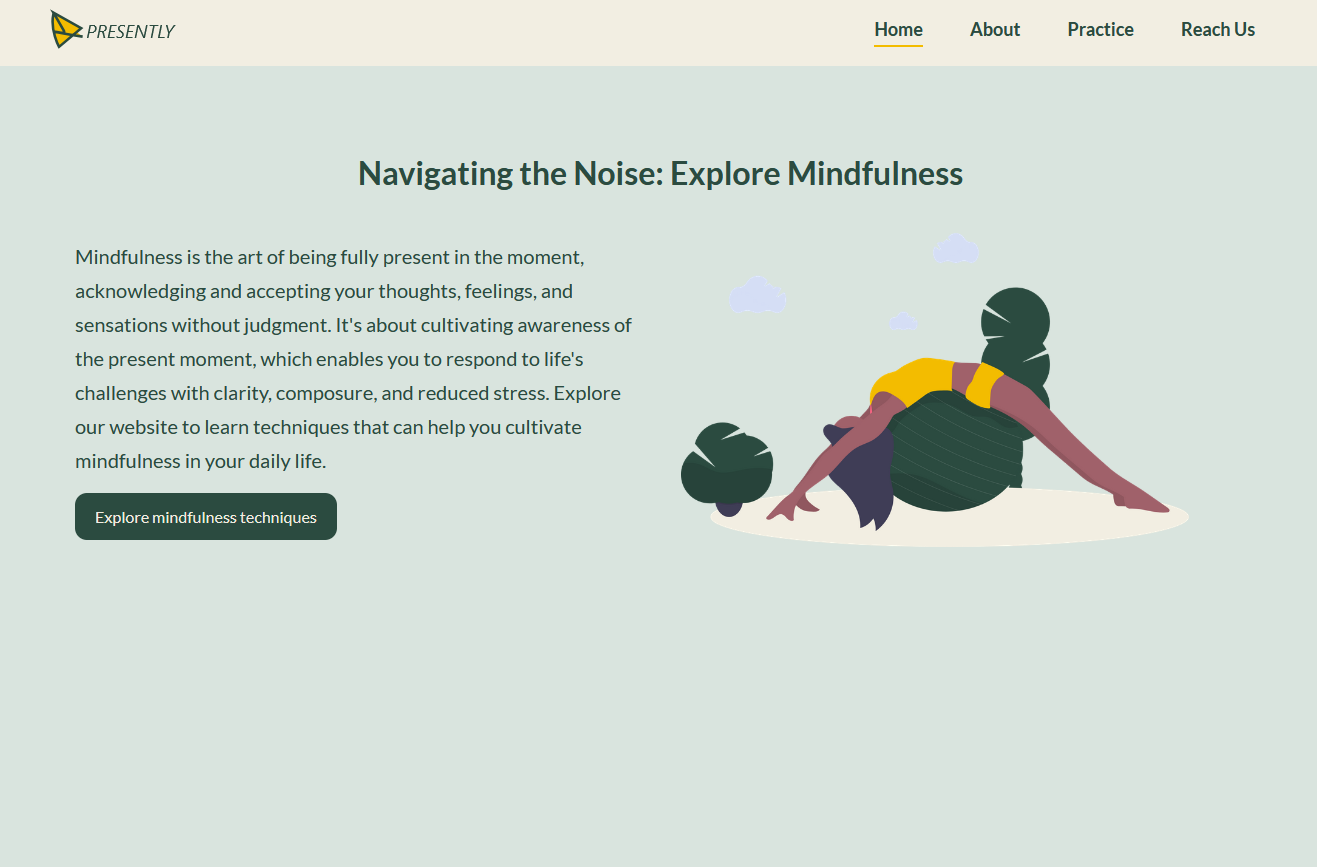 PRESENTLY
Home About Practice Reach Us
Navigating the Noise: Explore Mindfulness
Mindfulness is the art of being fully present in the moment,
acknowledging and accepting your thoughts, feelings, and
sensations without judgment. It's about cultivating awareness of
the present moment, which enables you to respond to life's
challenges with clarity, composure, and reduced stress. Explore
our website to learn techniques that can help you cultivate
mindfulness in your daily life.
Explore mindfulness techniques